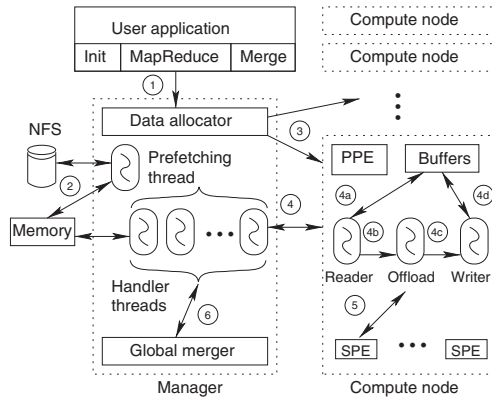 User application
Init MapReduce Merge
Compute node
Compute node
1
Data allocator
3
NFS
2
Prefetching
thread
Memory
4
Handler
threads
6
Global merger
Manager
PPE Buffers
4a 4d
4b 4c
Reader Offload Writer
5
SPE SPE
Compute node